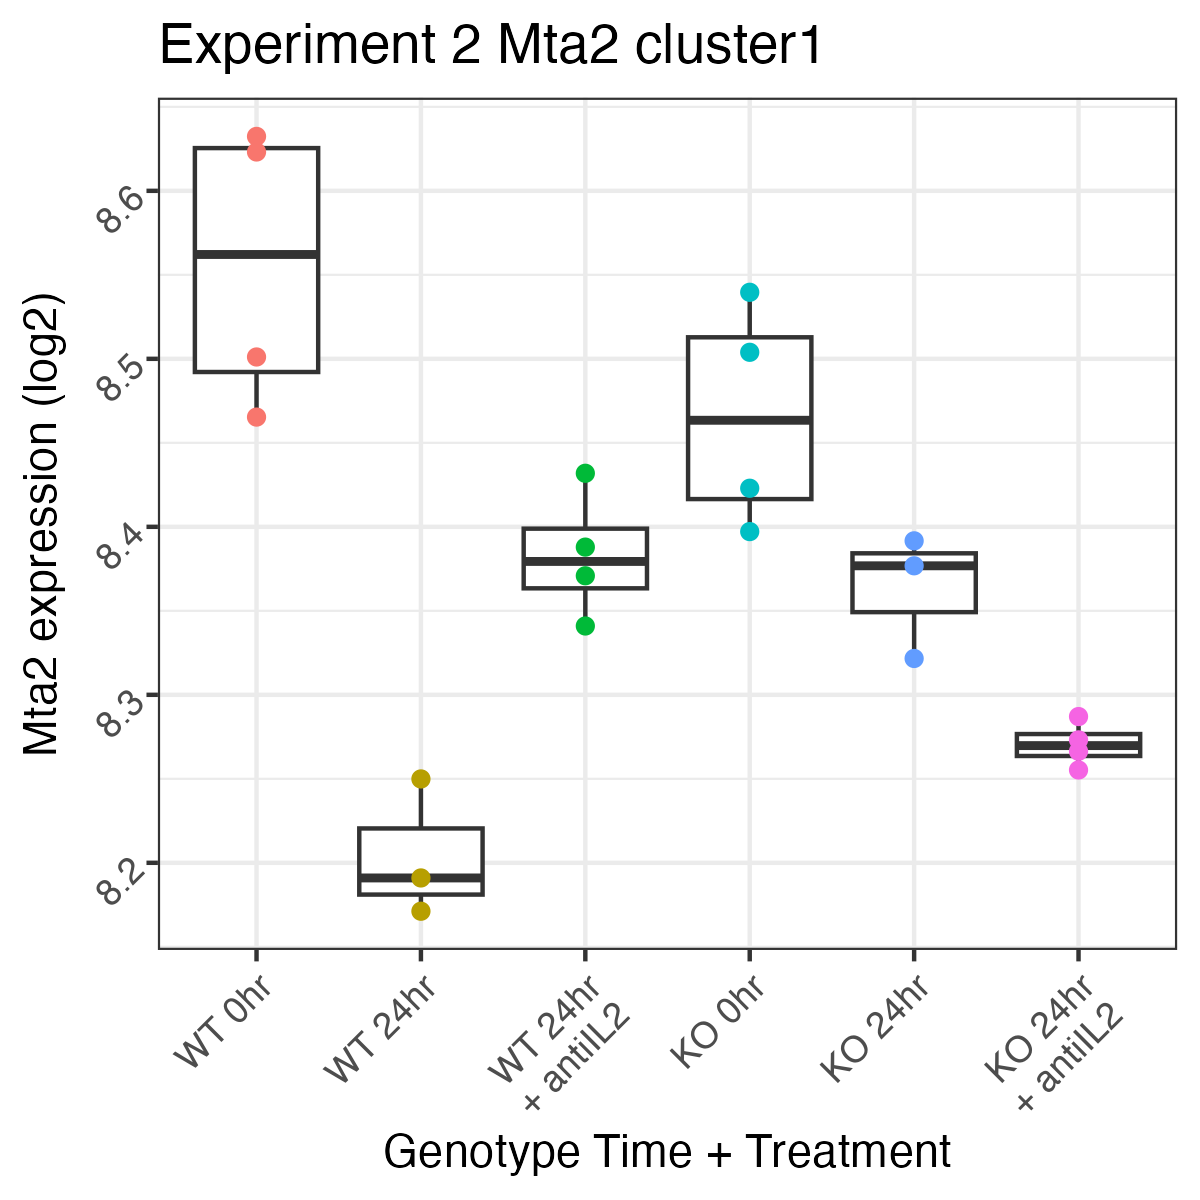 Experiment 2 Mta2 cluster1
Mta2 expression (log2)
8.6
8.5
8.4
8.3
8.2
WT 0hr
WT 24hr
WT 24hr
+ antiIL2
KO 0hr
KO 24hr
KO 24hr
+ antiIL2
Genotype Time + Treatment